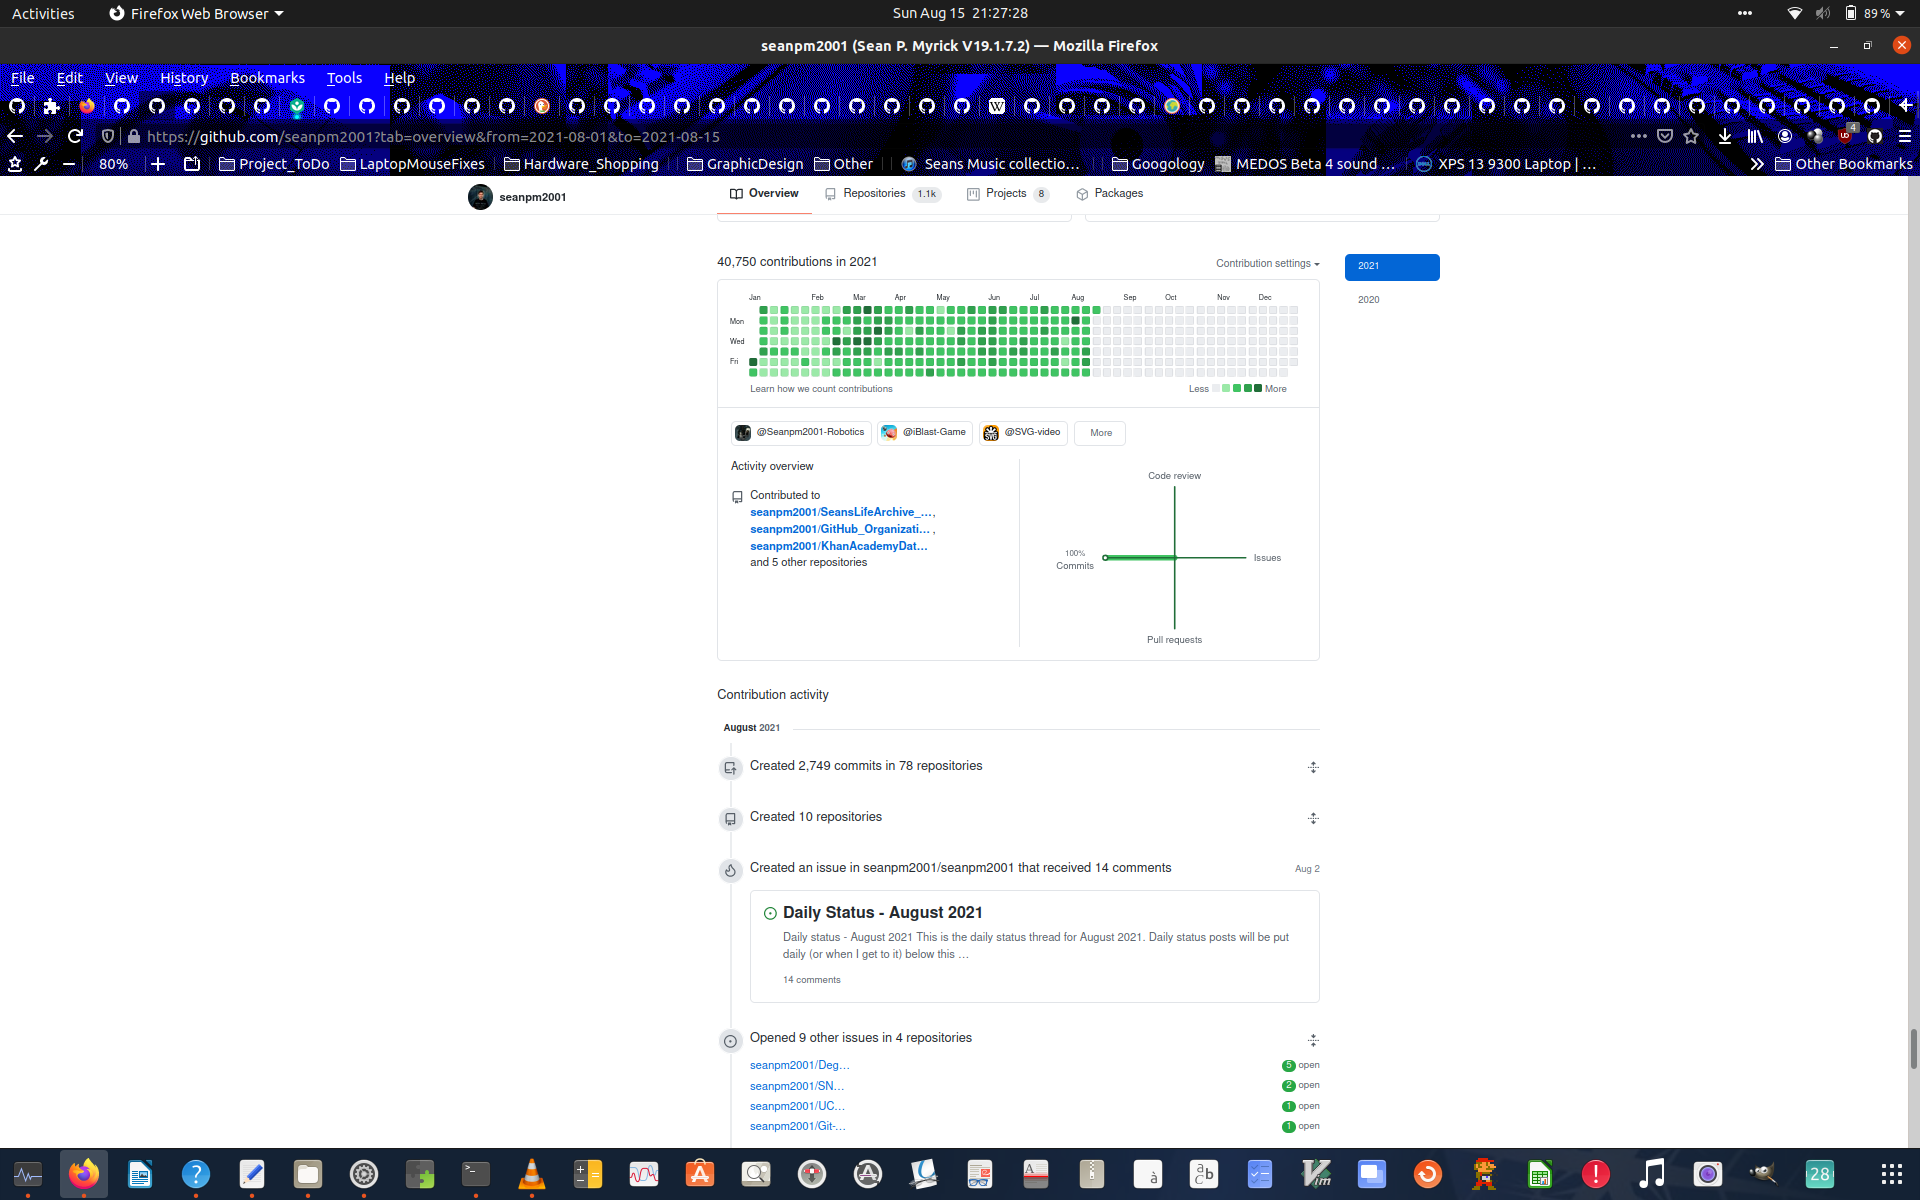 Activities
Firefox Web Browser
Sun Aug 15 21:27:28
89 %
seanpm2001 (Sean P. Myrick V19.1.7.2) — Mozilla Firefox
File Edit View History Bookmarks Tools Help
https://github.com/seanpm2001?tab=overview&from=2021-08-01&to=2021-08-15
4
80%
Project_ToDo
LaptopMouseFixes
Hardware_Shopping
GraphicDesign
Other
Seans Music collectio…
Googology
MEDOS Beta 4 sound …
XPS 13 9300 Laptop | …
Other Bookmarks
seanpm2001
Overview
Repositories 1.1k
Projects 8
Packages
40,750 contributions in 2021
Contribution settings
2021
2020
Jan Feb Mar Apr May Jun Jul Aug Sep Oct Nov Dec
Mon
Wed
Fri
Learn how we count contributions
Less
More
@Seanpm2001-Robotics
@iBlast-Game
@SVG-video
More
Activity overview
Contributed to
seanpm2001/SeansLifeArchive_…,
seanpm2001/GitHub_Organizati… ,
seanpm2001/KhanAcademyDat…
and 5 other repositories
Code review
100%
Commits
Issues
Pull requests
Contribution activity
August 2021
Created 2,749 commits in 78 repositories
Created 10 repositories
Created an issue in seanpm2001/seanpm2001 that received 14 comments
Aug 2
Daily Status - August 2021
Daily status - August 2021 This is the daily status thread for August 2021. Daily status posts will be put
daily (or when I get to it) below this …
14 comments
Opened 9 other issues in 4 repositories
seanpm2001/Deg…
5 open
seanpm2001/SN…
2 open
seanpm2001/UC…
1 open
seanpm2001/Git-…
1 open
28